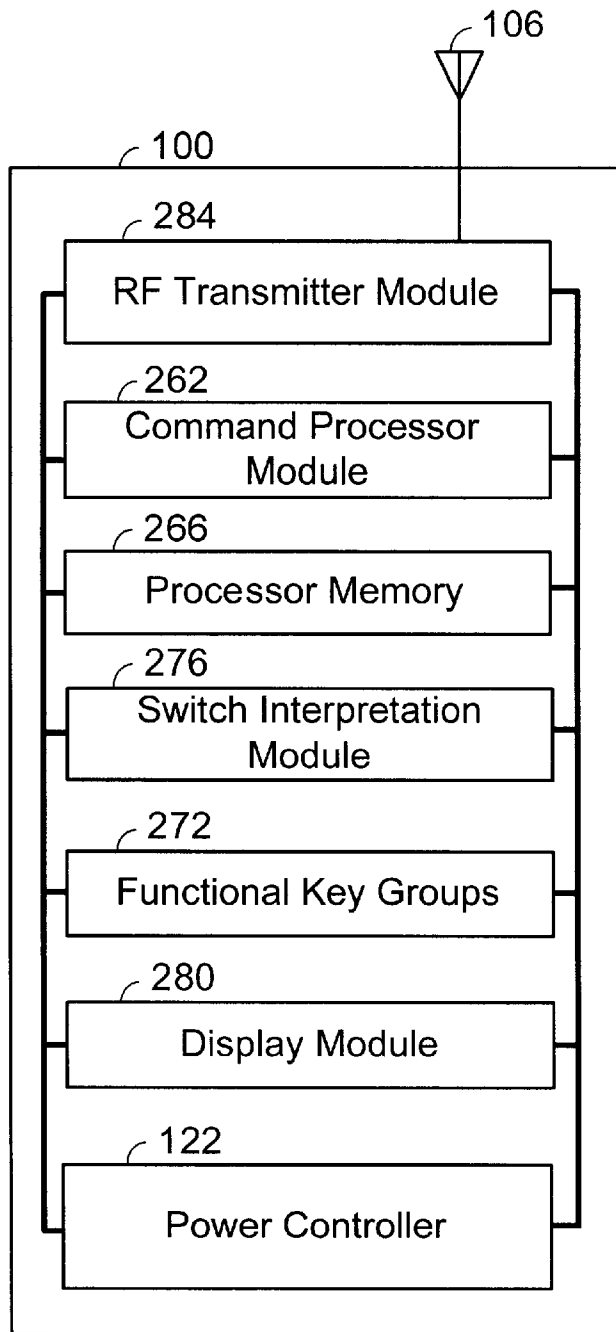 106
100
284
RF Transmitter Module
262
Command Processor
Module
266
Processor Memory
276
Switch Interpretation
Module
272
Functional Key Groups
280
Display Module
122
Power Controller